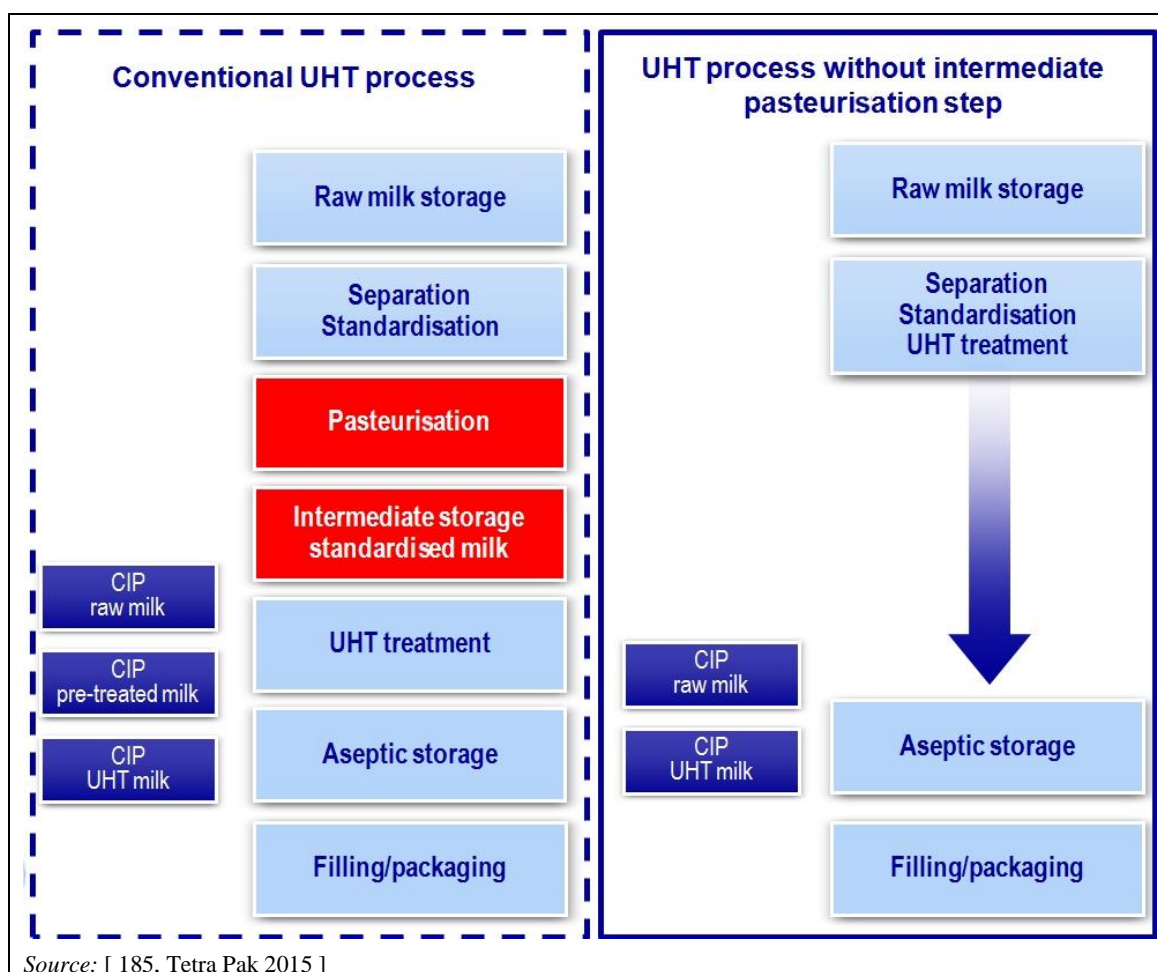 Conventional UHT process
Raw milk storage
Separation
Standardisation
Pasteurisation
Intermediate storage
standardised milk
UHT treatment
Aseptic storage
Filling/packaging
CIP
raw milk
CIP
pre-treated milk
CIP
UHT milk
UHT process without intermediate
pasteurisation step
Raw milk storage
Separation
Standardisation
UHT treatment
Aseptic storage
Filling/packaging
CIP
raw milk
CIP
UHT milk
Source: [ 185, Tetra Pak 2015 ]